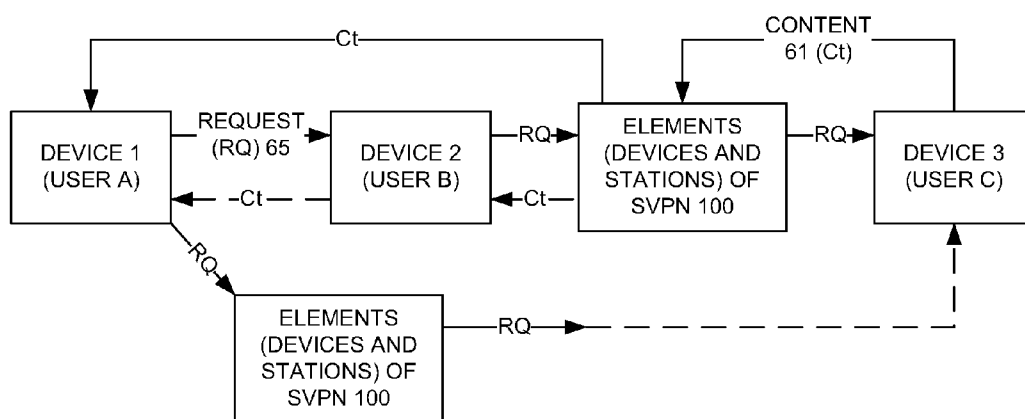 Ct
CONTENT
61 (Ct)
DEVICE 1
(USER A)
REQUEST
(RQ) 65
Ct
DEVICE 2
(USER B)
RQ
Ct
ELEMENTS
(DEVICES AND
STATIONS) OF
SVPN 100
RQ
DEVICE 3
(USER C)
RQ
ELEMENTS
(DEVICES AND
STATIONS) OF
SVPN 100
RQ